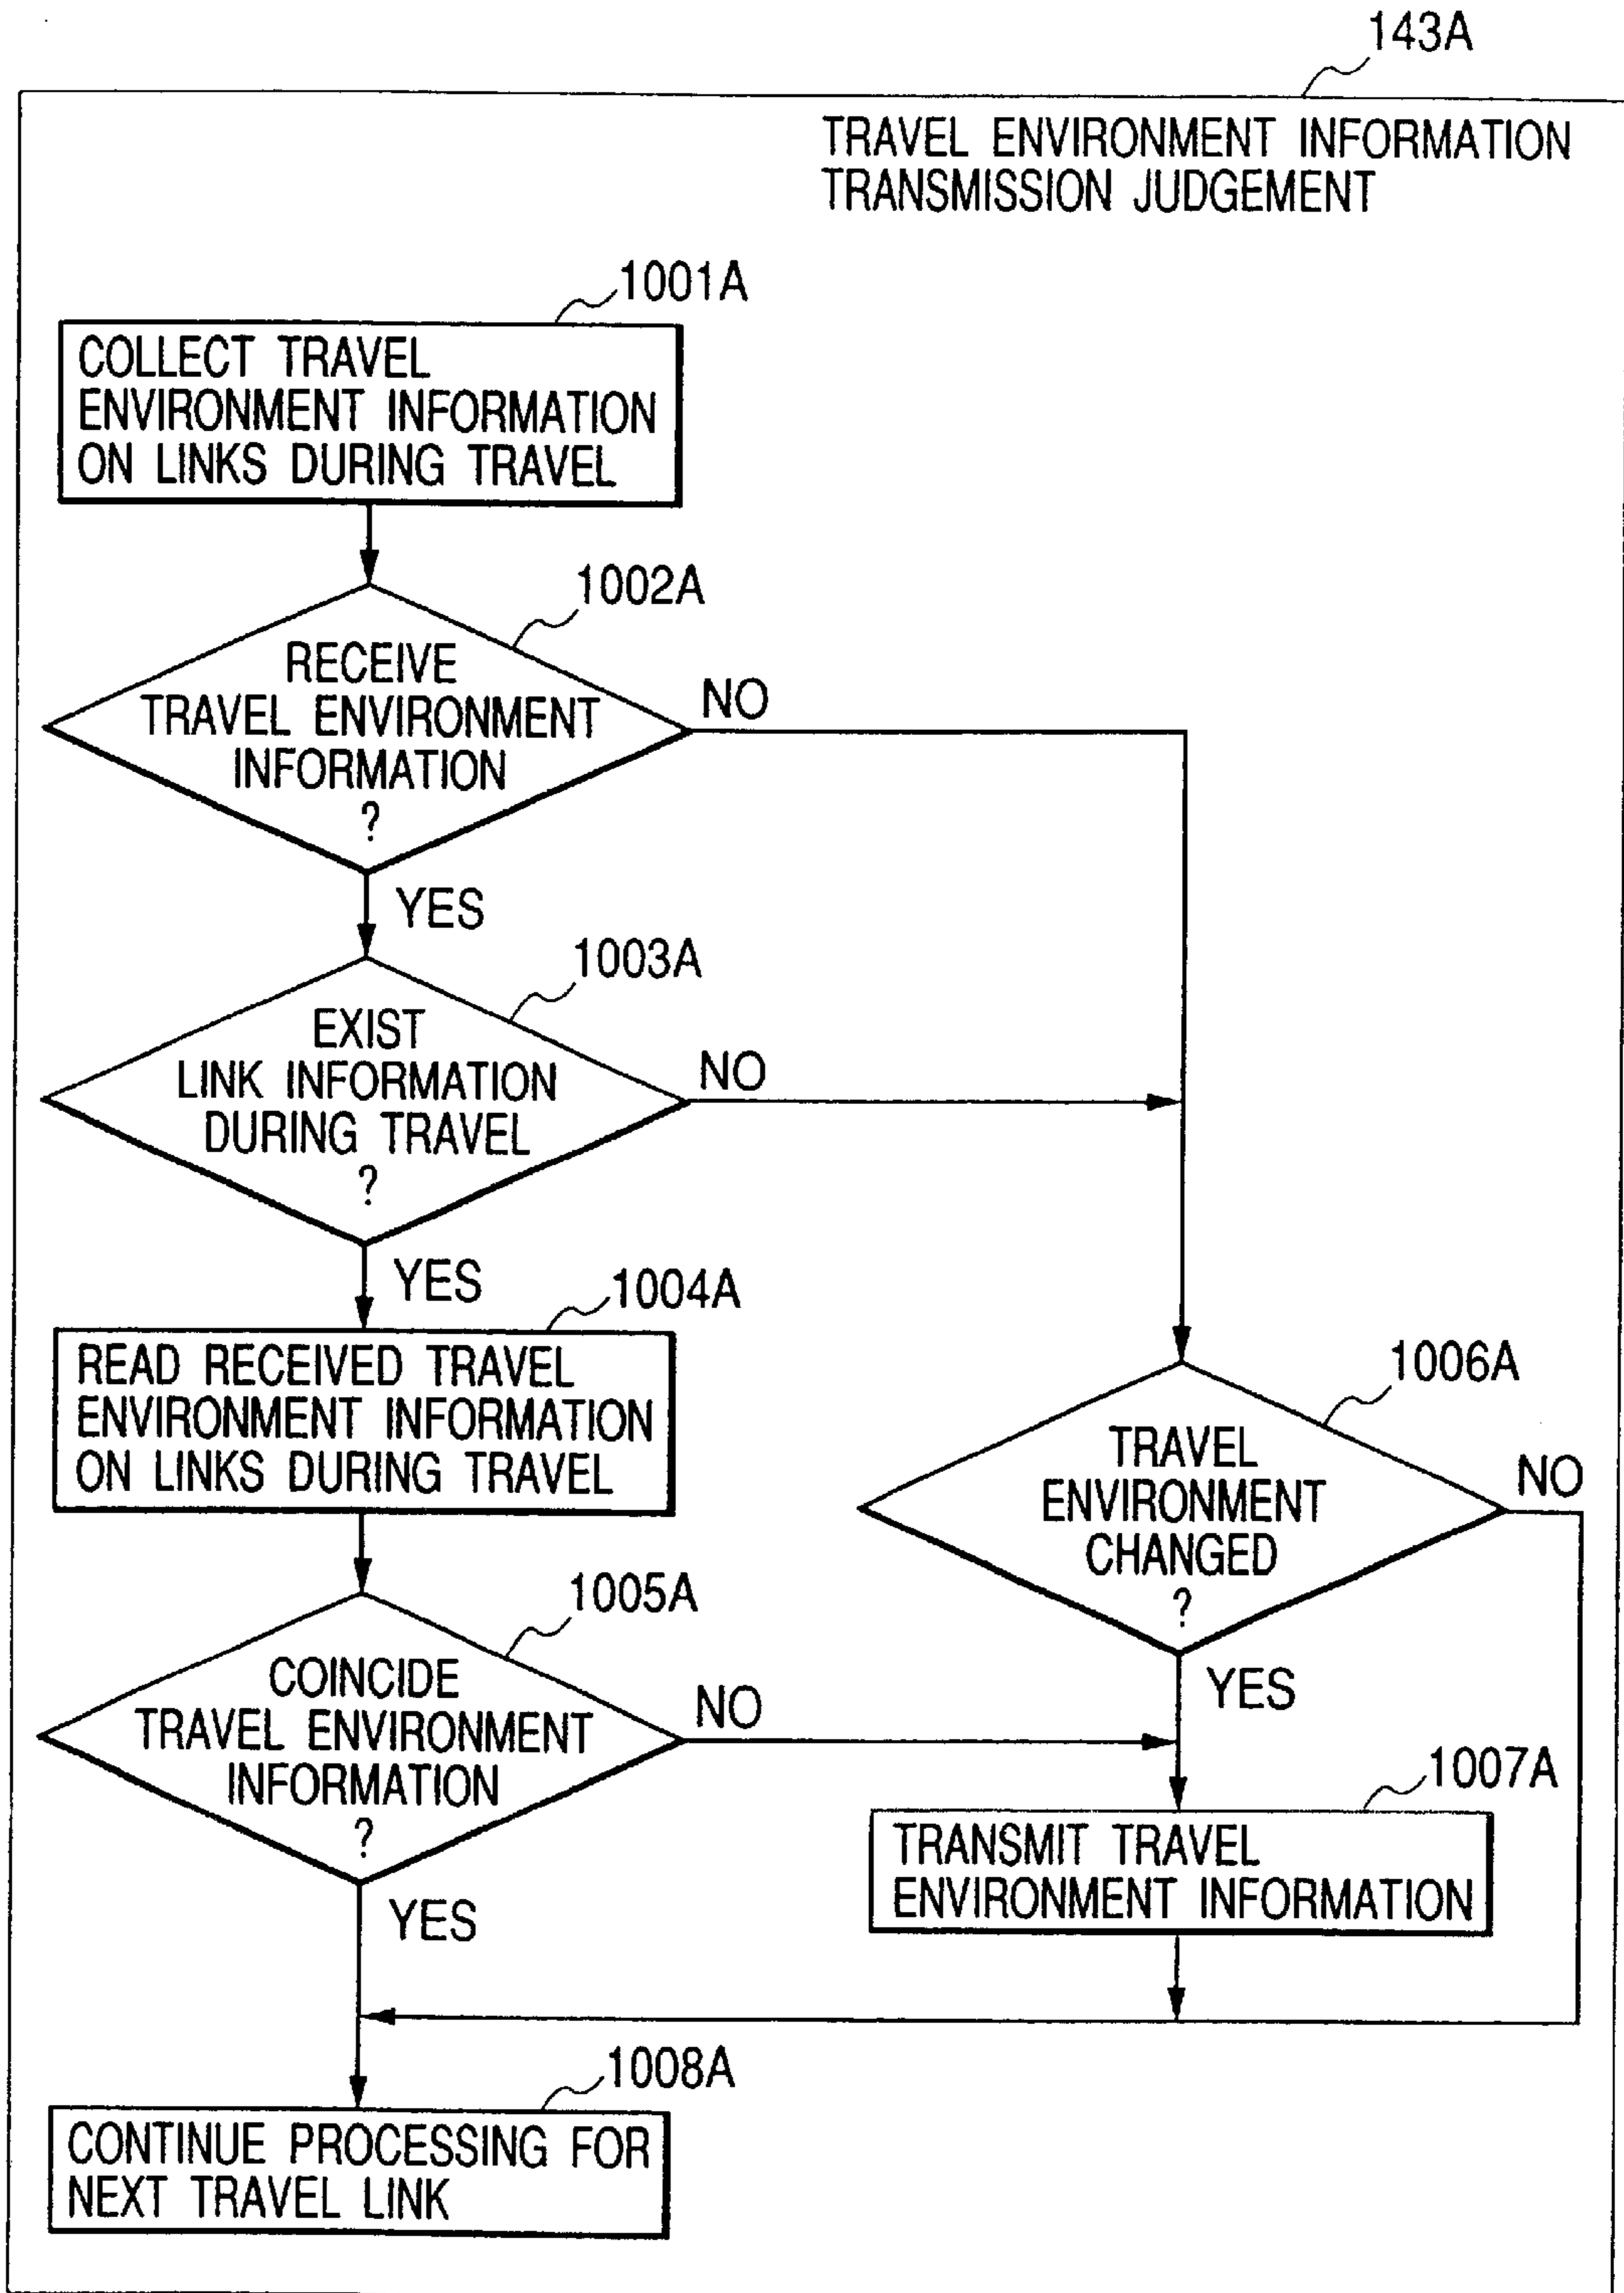 143A
TRAVEL ENVIRONMENT INFORMATION
TRANSMISSION JUDGEMENT
1001A
COLLECT TRAVEL
ENVIRONMENT INFORMATION
ON LINKS DURING TRAVEL
1002A
RECEIVE
TRAVEL ENVIRONMENT
INFORMATION
?
NO
YES
1003A
EXIST
LINK INFORMATION
DURING TRAVEL
?
NO
YES
1004A
READ RECEIVED TRAVEL
ENVIRONMENT INFORMATION
ON LINKS DURING TRAVEL
1006A
TRAVEL
ENVIRONMENT
CHANGED
?
NO
YES
1005A
COINCIDE
TRAVEL ENVIRONMENT
INFORMATION
?
NO
YES
1007A
TRANSMIT TRAVEL
ENVIRONMENT INFORMATION
1008A
CONTINUE PROCESSING FOR
NEXT TRAVEL LINK